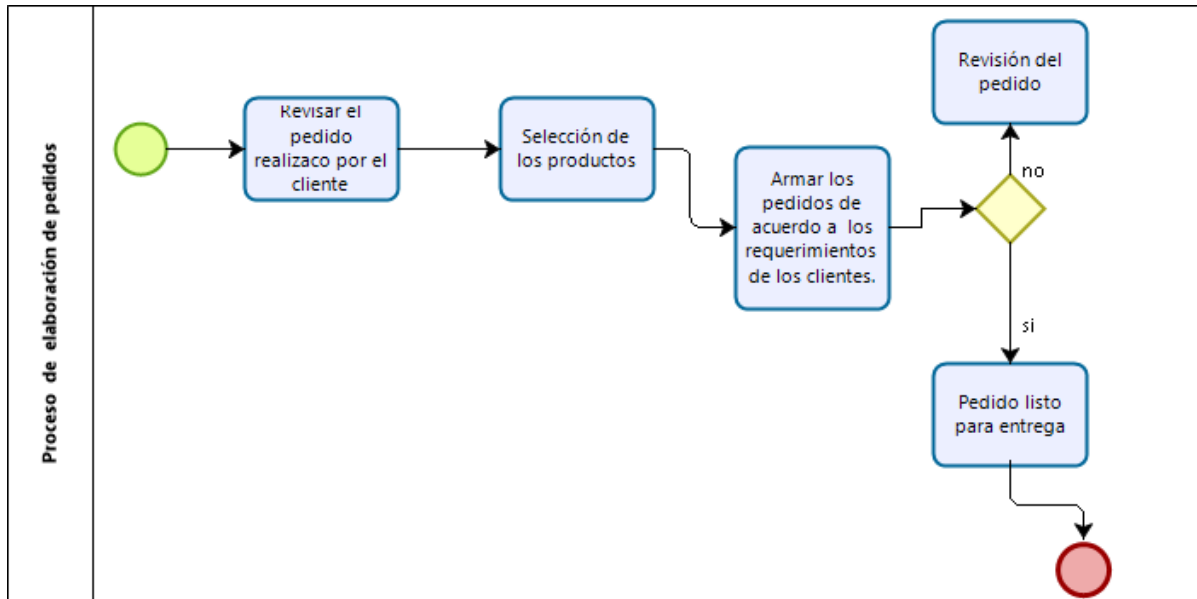 Proceso de elaboración de pedidos
Revisar el
pedido
realizaco por el
cliente
Selección de
los productos
Armar los
pedidos de
acuerdo a los
requerimientos
de los clientes.
Revisión del
pedido
no
si
Pedido listo
para entrega